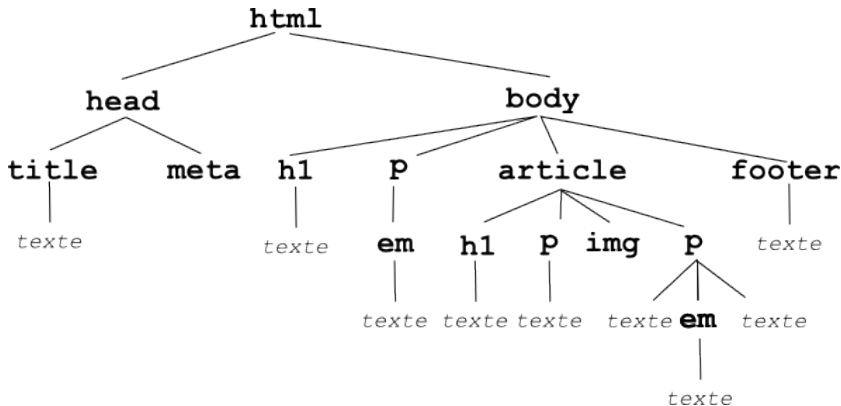 html
head body
title meta h1 p article footer
texte texte em h1 p img p texte
texte texte texte texte em texte
texte